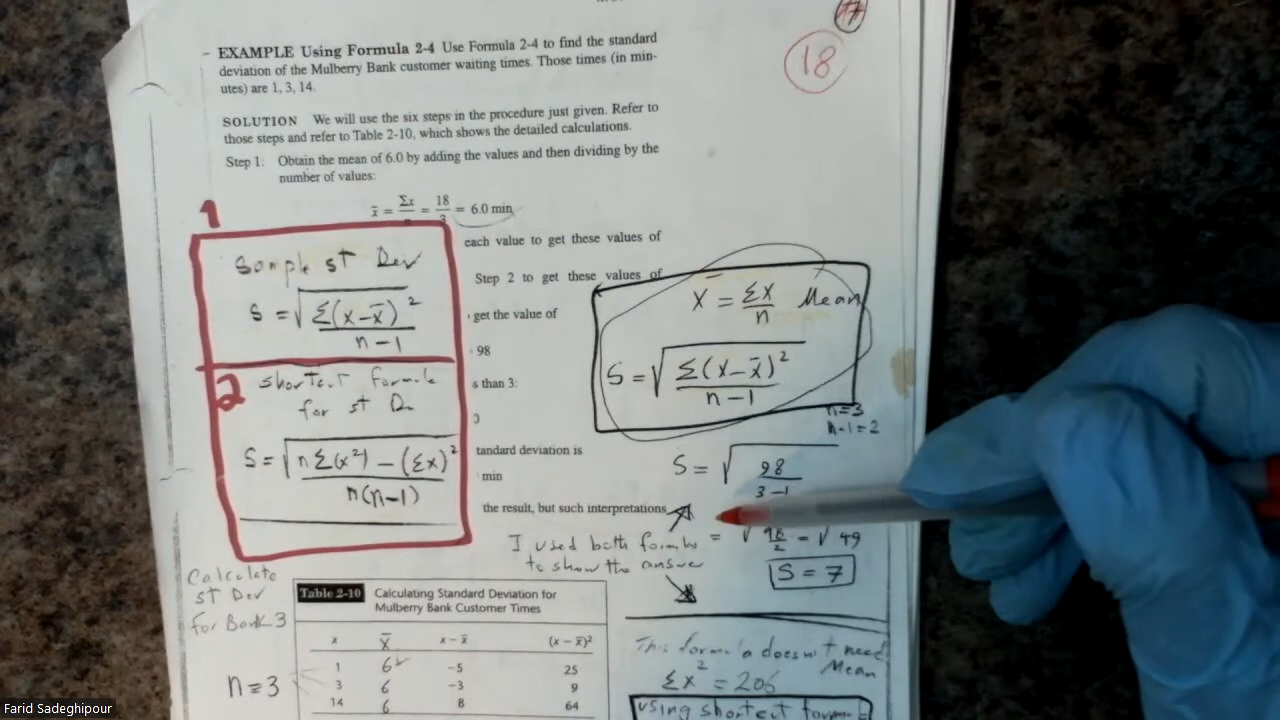 17
18
- EXAMPLE Using Formula 2-4 Use Formula 2-4 to find the standard
deviation of the Mulberry Bank customer waiting times. Those times (in min-
utes) are 1, 3, 14.
SOLUTION We will use the six steps in the procedure just given. Refer to
those steps and refer to Table 2-10, which shows the detailed calculations.
Step 1: Obtain the mean of 6.0 by adding the values and then dividing by the
number of values:
x̄ = Σx/n = 18/3 = 6.0 min
1
Sample st Dev
S = √(Σ(x-x̄)²/(n-1))
2
shortcut formula
for st D
S = √((nΣ(x²) - (Σx)²)/(n(n-1)))
each value to get these values of
Step 2 to get these values of
get the value of
98
s than 3:
tandard deviation is
min
the result, but such interpretations
x̄ = Σx/n Mean
S = √(Σ(x-x̄)²/(n-1))
n=3
n-1=2
S = √(98/(3-1))
= √(98/2) = √49
S = 7
I used both formulas
to show the answer
Calculate
st Dev
for Bank 3
n=3
Table 2-10 Calculating Standard Deviation for
Mulberry Bank Customer Times
x x̄ x - x̄ (x - x̄)²
1 6 -5 25
3 6 -3 9
14 6 8 64
This formula doesn't need
Mean
Σx² = 206
using shortcut formula
Farid Sadeghipour